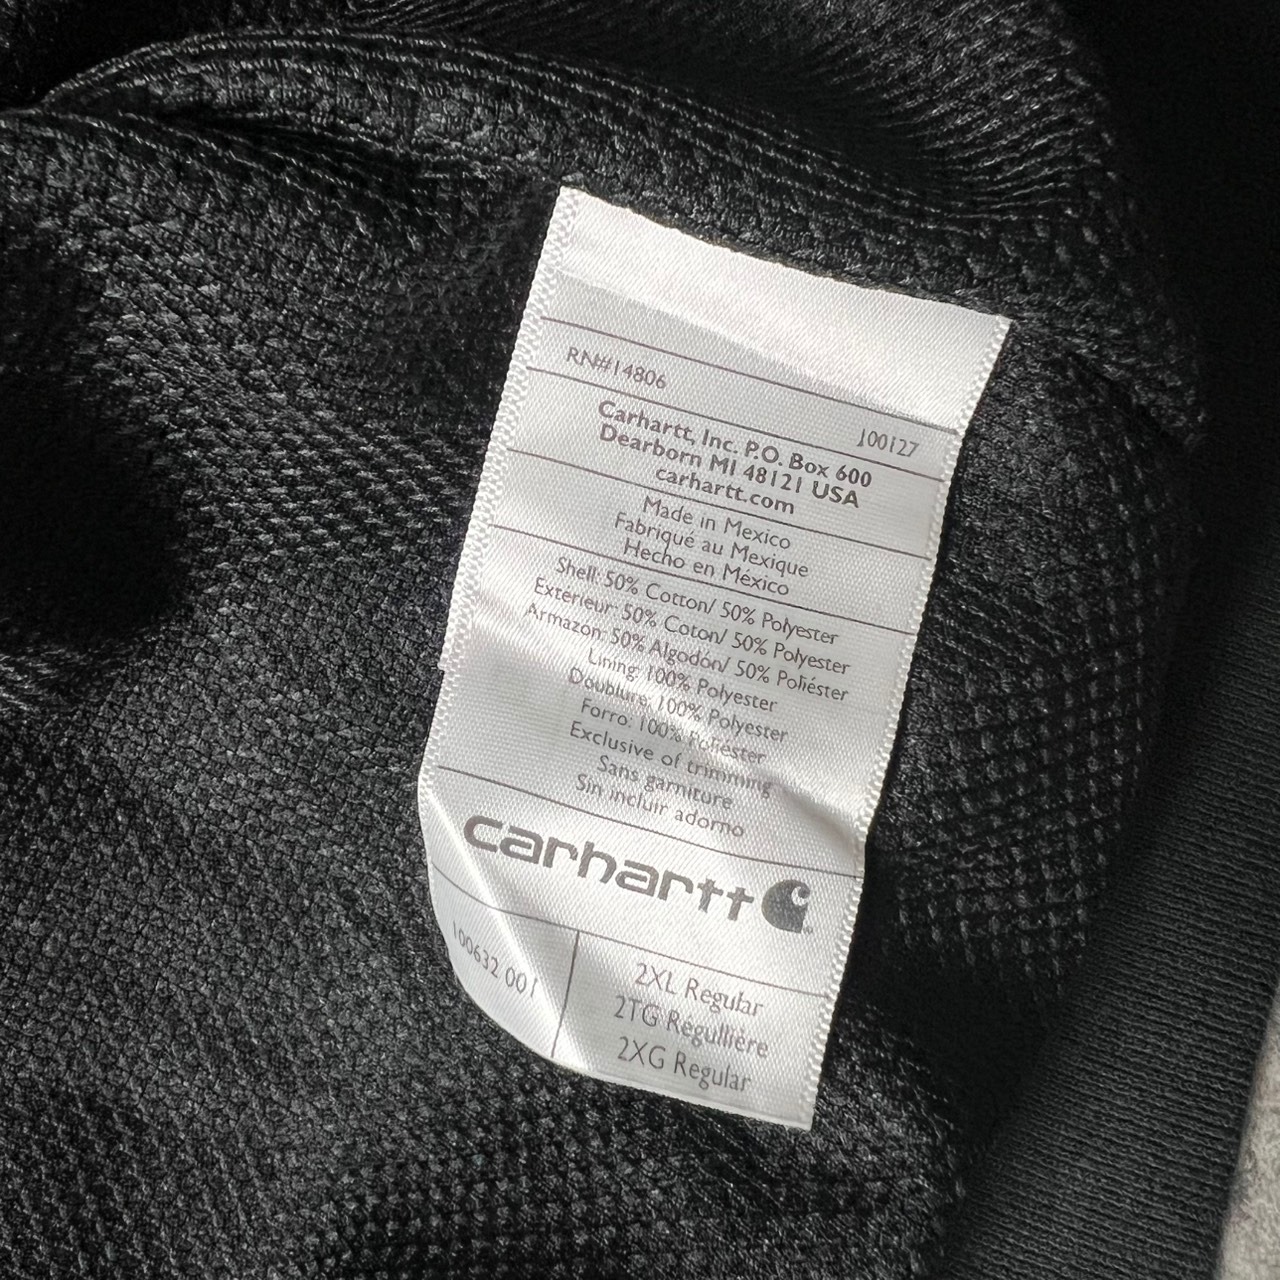 RN#14806
100127
Carhartt, Inc. P.O. Box 600
Dearborn MI 48121 USA
carhartt.com
Made in Mexico
Fabriqué au Mexique
Hecho en México
Shell: 50% Cotton/ 50% Polyester
Extérieur: 50% Coton/ 50% Polyester
Armazon: 50% Algodón/ 50% Poliéster
Lining: 100% Polyester
Doublure: 100% Polyester
Forro: 100% Poliéster
Exclusive of trimming
Sans garniture
Sin incluir adorno
carhartt
100632 001
2XL Regular
2TG Régullière
2XG Regular